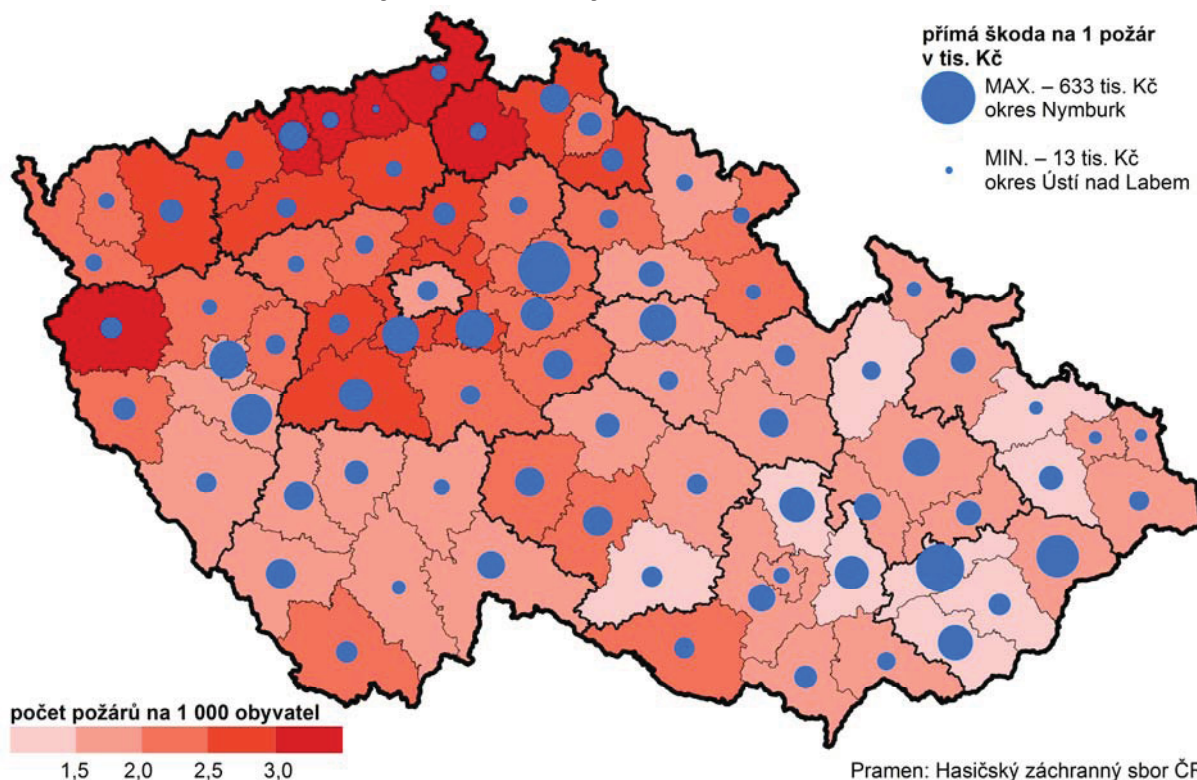 přímá škoda na 1 požár
v tis. Kč
MAX. – 633 tis. Kč
okres Nymburk
MIN. – 13 tis. Kč
okres Ústí nad Labem
počet požárů na 1 000 obyvatel
1,5 2,0 2,5 3,0
Pramen: Hasičský záchranný sbor ČR